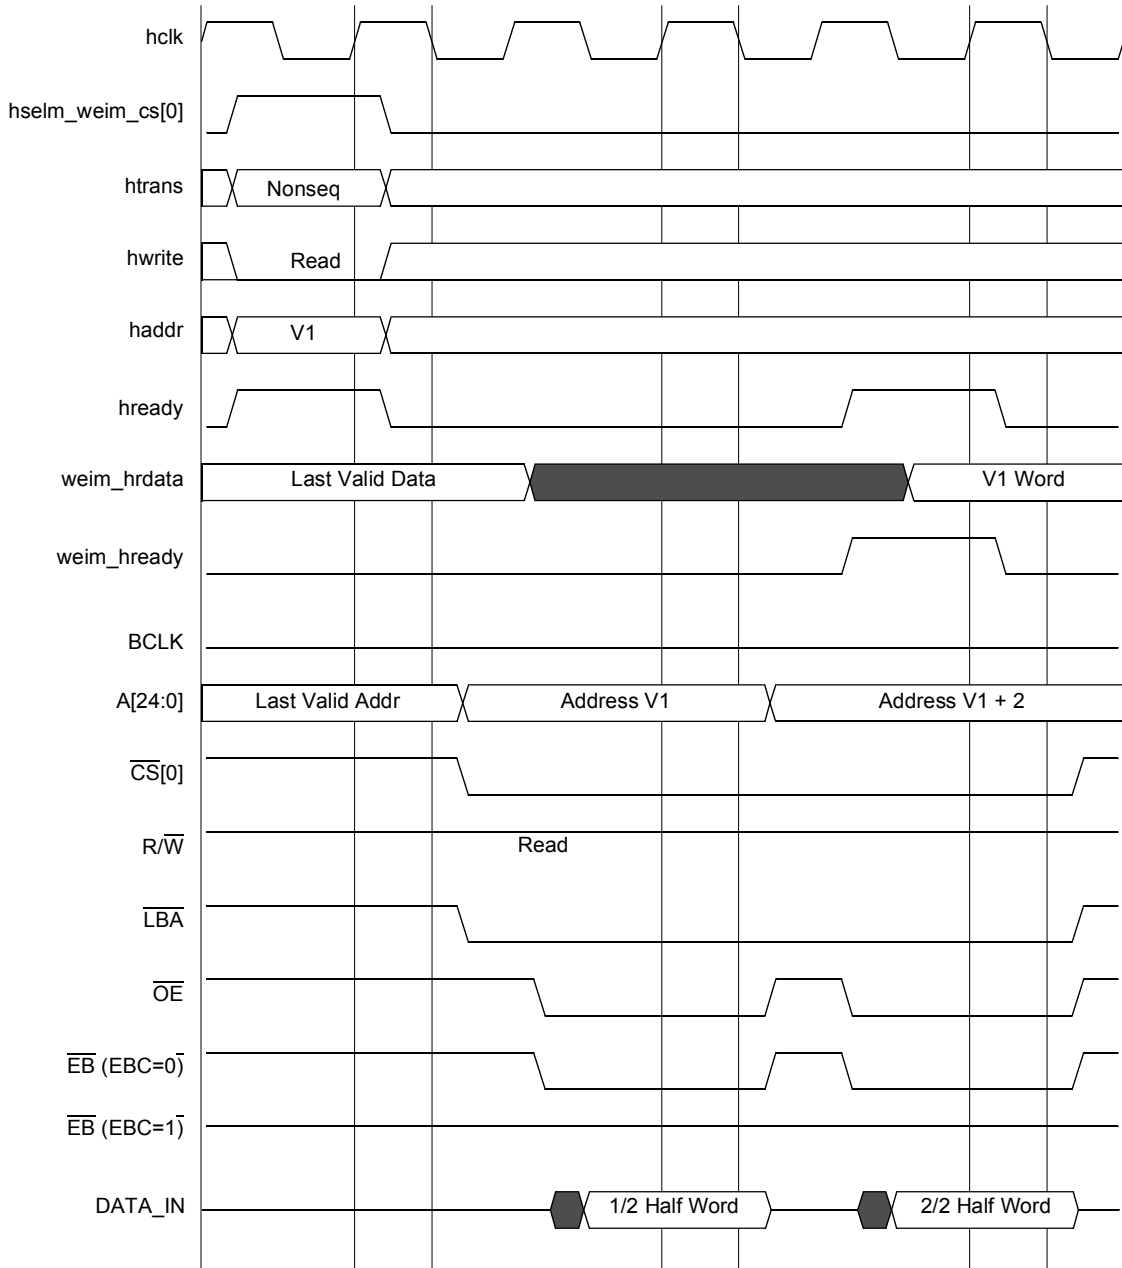 hclk
hselm_weim_cs[0]
htrans Nonseq
hwrite Read
haddr V1
hready
weim_hrdata Last Valid Data V1 Word
weim_hready
BCLK
A[24:0] Last Valid Addr Address V1 Address V1 + 2
CS[0]
R/W
Read
LBA
OE
EB (EBC=0)
EB (EBC=1)
DATA_IN 1/2 Half Word 2/2 Half Word